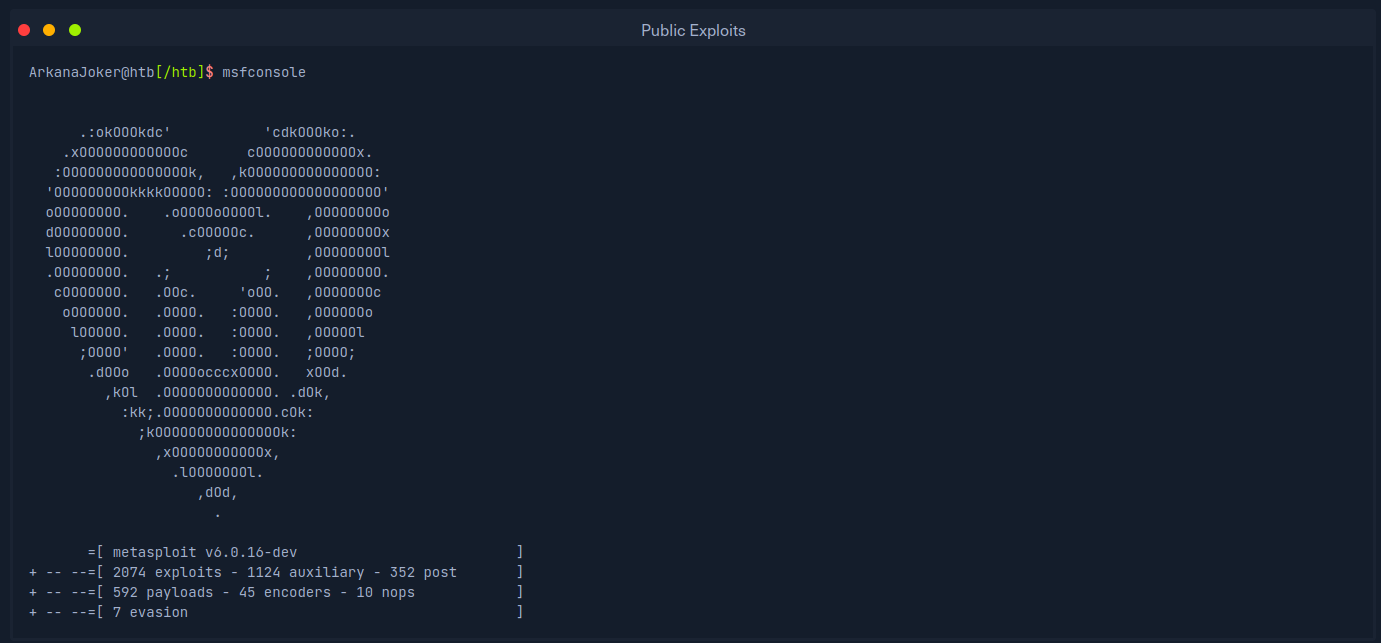 Public Exploits
ArkanaJoker@htb[/htb]$ msfconsole
      .:okOOOkdc'           'cdkOOOko:.
    .xOOOOOOOOOOOOc       cOOOOOOOOOOOOx.
   :OOOOOOOOOOOOOOOk,   ,kOOOOOOOOOOOOOOO:
  'OOOOOOOOOkkkkOOOOO: :OOOOOOOOOOOOOOOOOO'
  oOOOOOOOO.    .oOOOOoOOOOl.    ,OOOOOOOOo
  dOOOOOOOO.      .cOOOOOc.      ,OOOOOOOOx
  lOOOOOOOO.         ;d;         ,OOOOOOOOl
  .OOOOOOOO.   .;           ;    ,OOOOOOOO.
   cOOOOOOO.   .OOc.     'oOO.   ,OOOOOOOc
    oOOOOOO.   .OOOO.   :OOOO.   ,OOOOOOo
     lOOOOO.   .OOOO.   :OOOO.   ,OOOOOl
      ;OOOO'   .OOOO.   :OOOO.   ;OOOO;
       .dOOo   .OOOOocccxOOOO.   xOOd.
         ,kOl  .OOOOOOOOOOOOO. .dOk,
           :kk;.OOOOOOOOOOOOO.cOk:
             ;kOOOOOOOOOOOOOOOk:
               ,xOOOOOOOOOOOx,
                 .lOOOOOOOl.
                    ,dOd,
                      .
       =[ metasploit v6.0.16-dev                          ]
+ -- --=[ 2074 exploits - 1124 auxiliary - 352 post       ]
+ -- --=[ 592 payloads - 45 encoders - 10 nops            ]
+ -- --=[ 7 evasion                                       ]